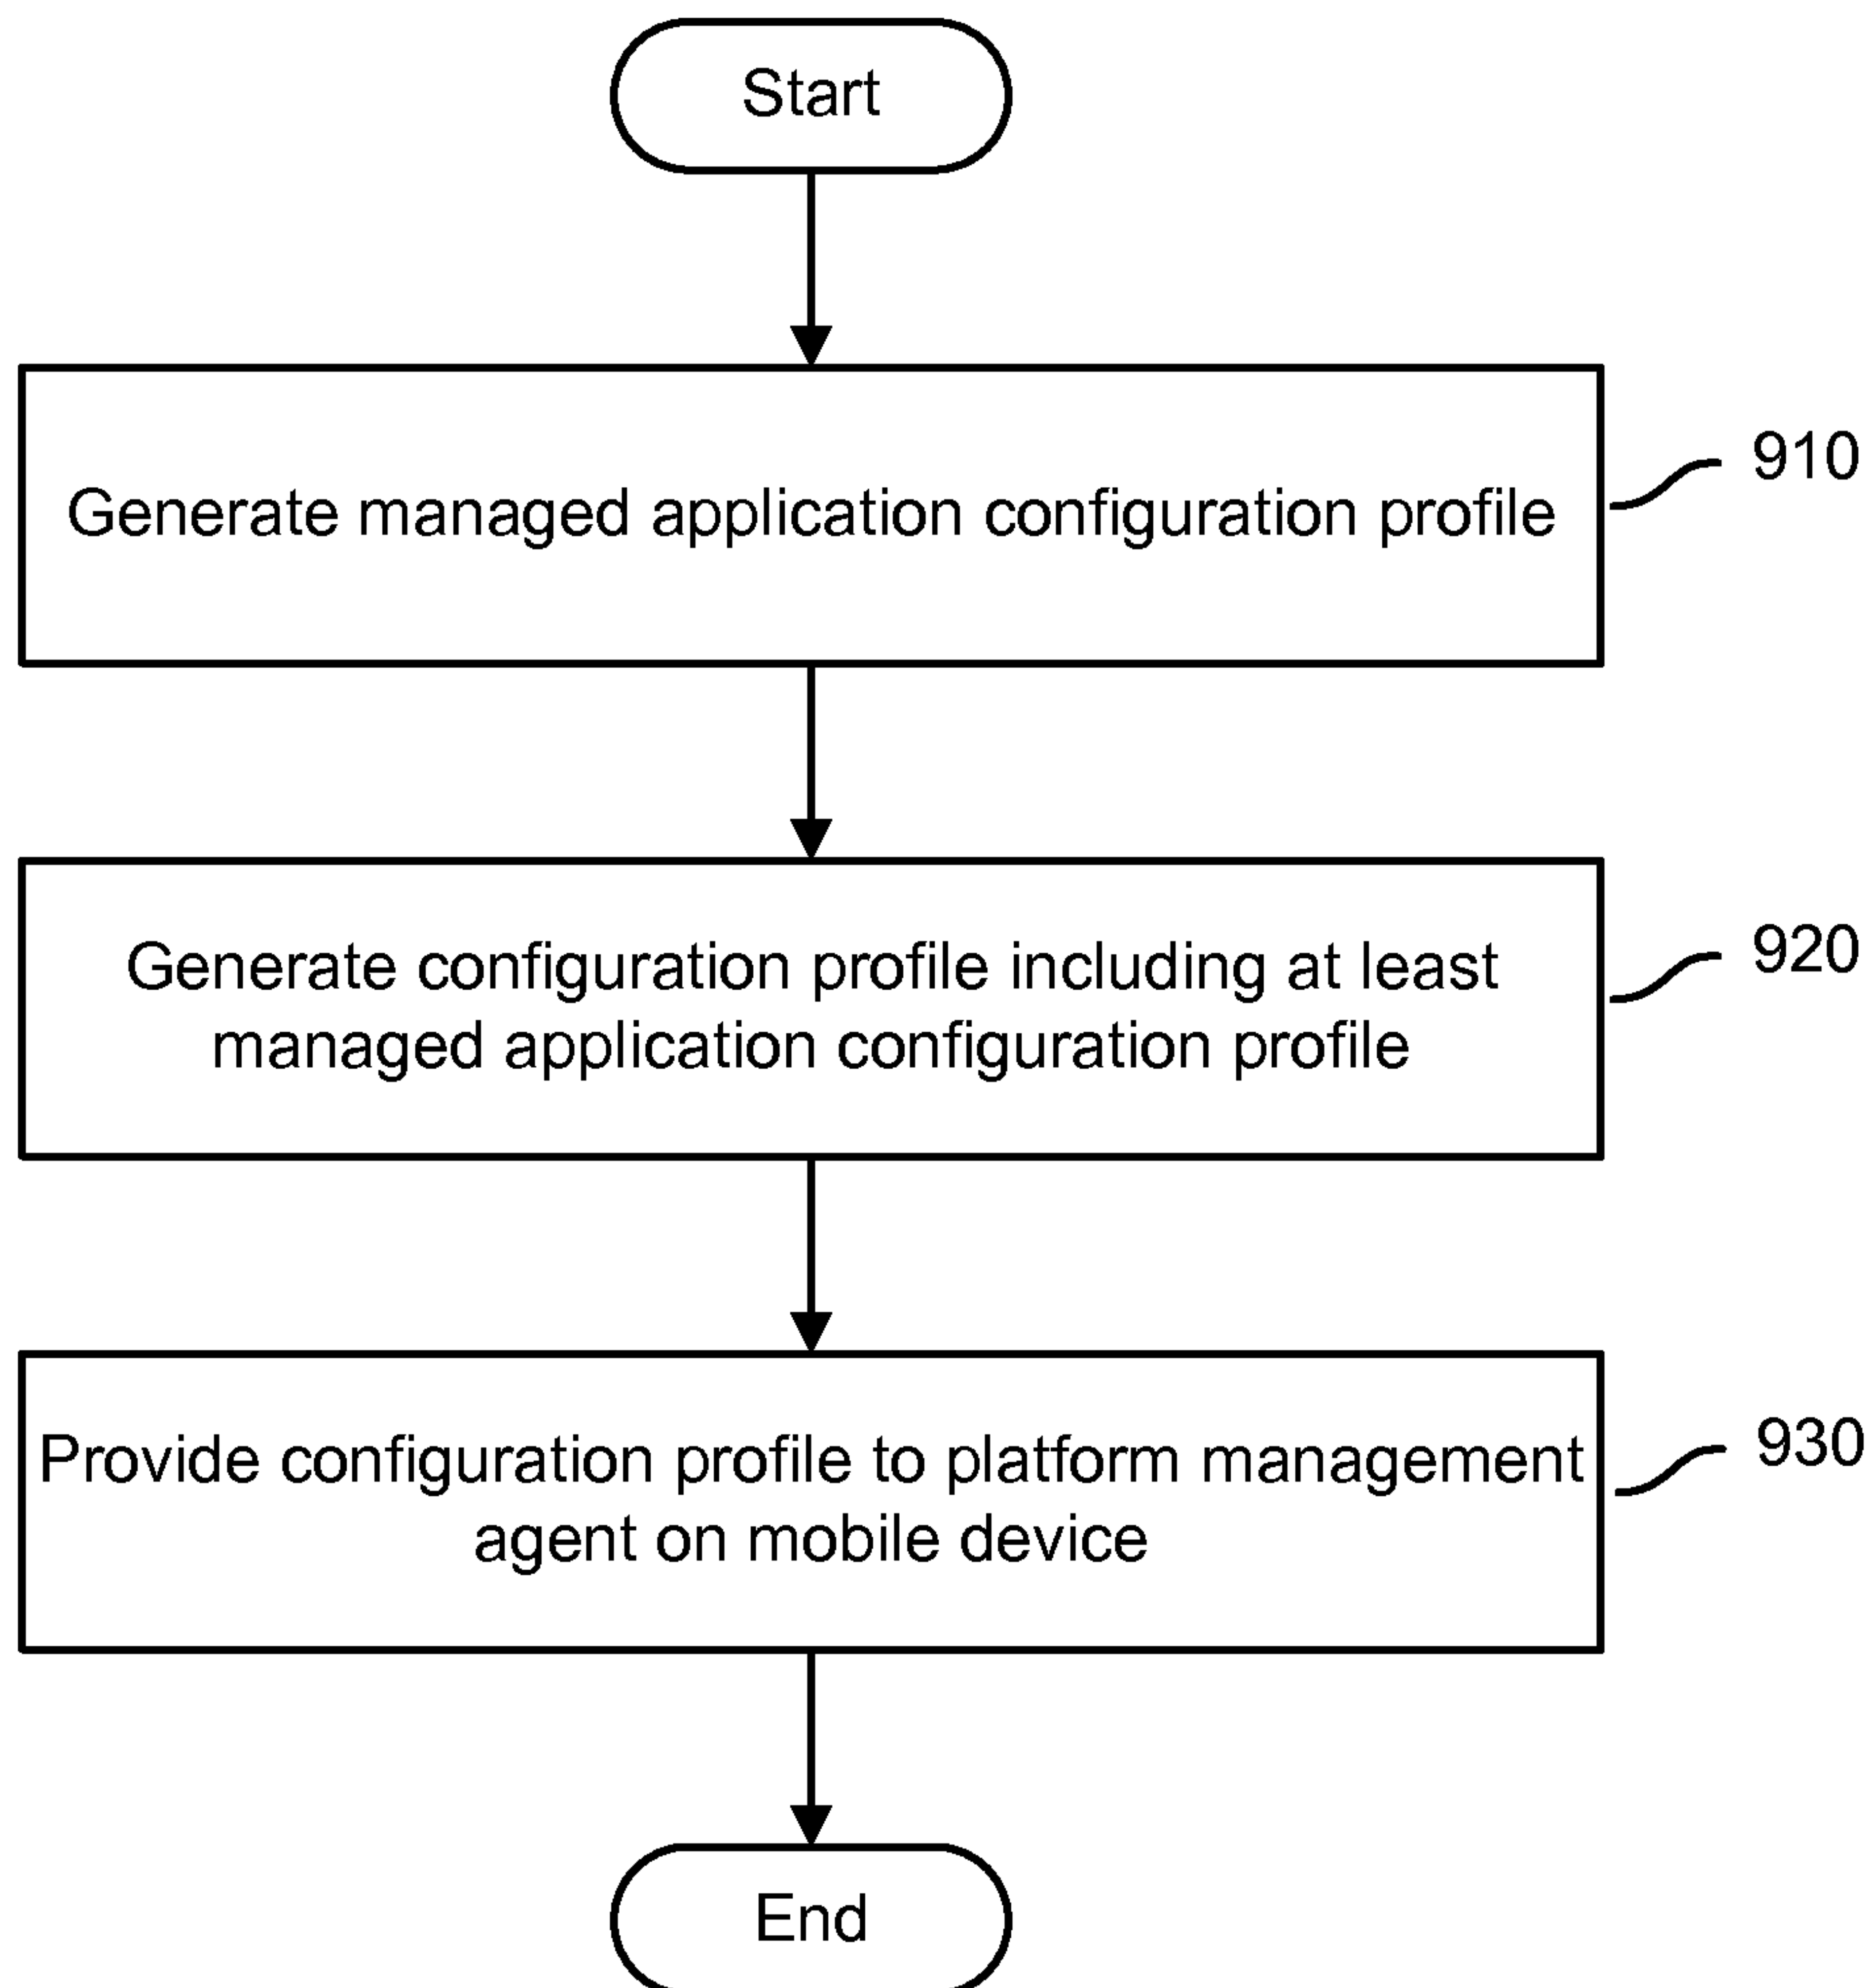 Start
Generate managed application configuration profile
910
Generate configuration profile including at least
managed application configuration profile
920
Provide configuration profile to platform management
agent on mobile device
930
End